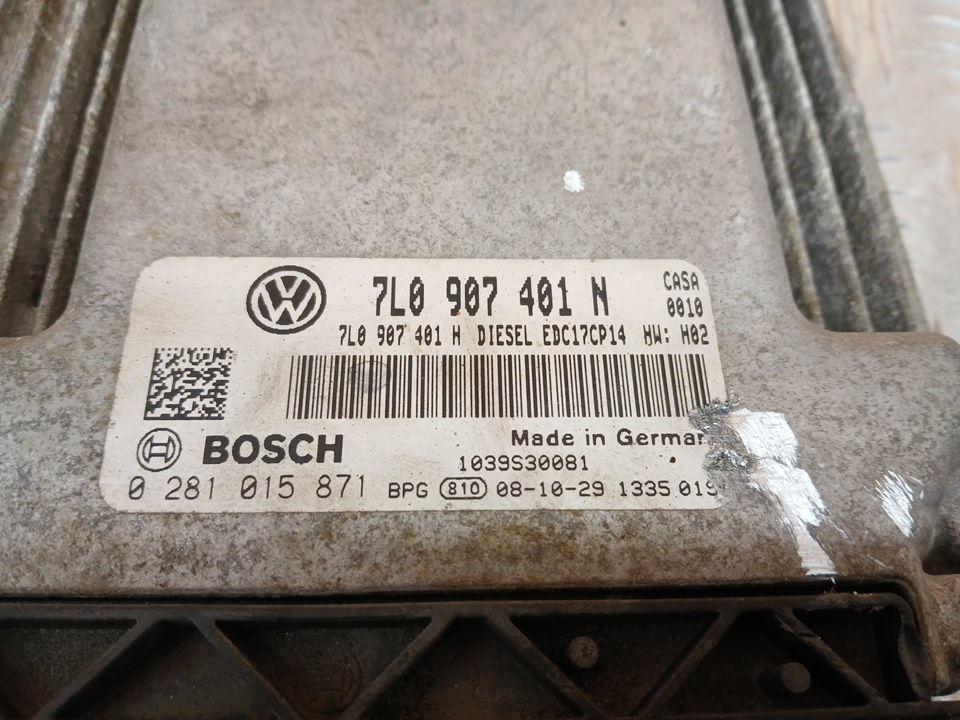 7L0 907 401 N
CASA
0010
7L0 907 401 H DIESEL EDC17CP14 HW: H02
BOSCH
Made in German
1039S30081
0 281 015 871
BPG 810 08-10-29 1335 019